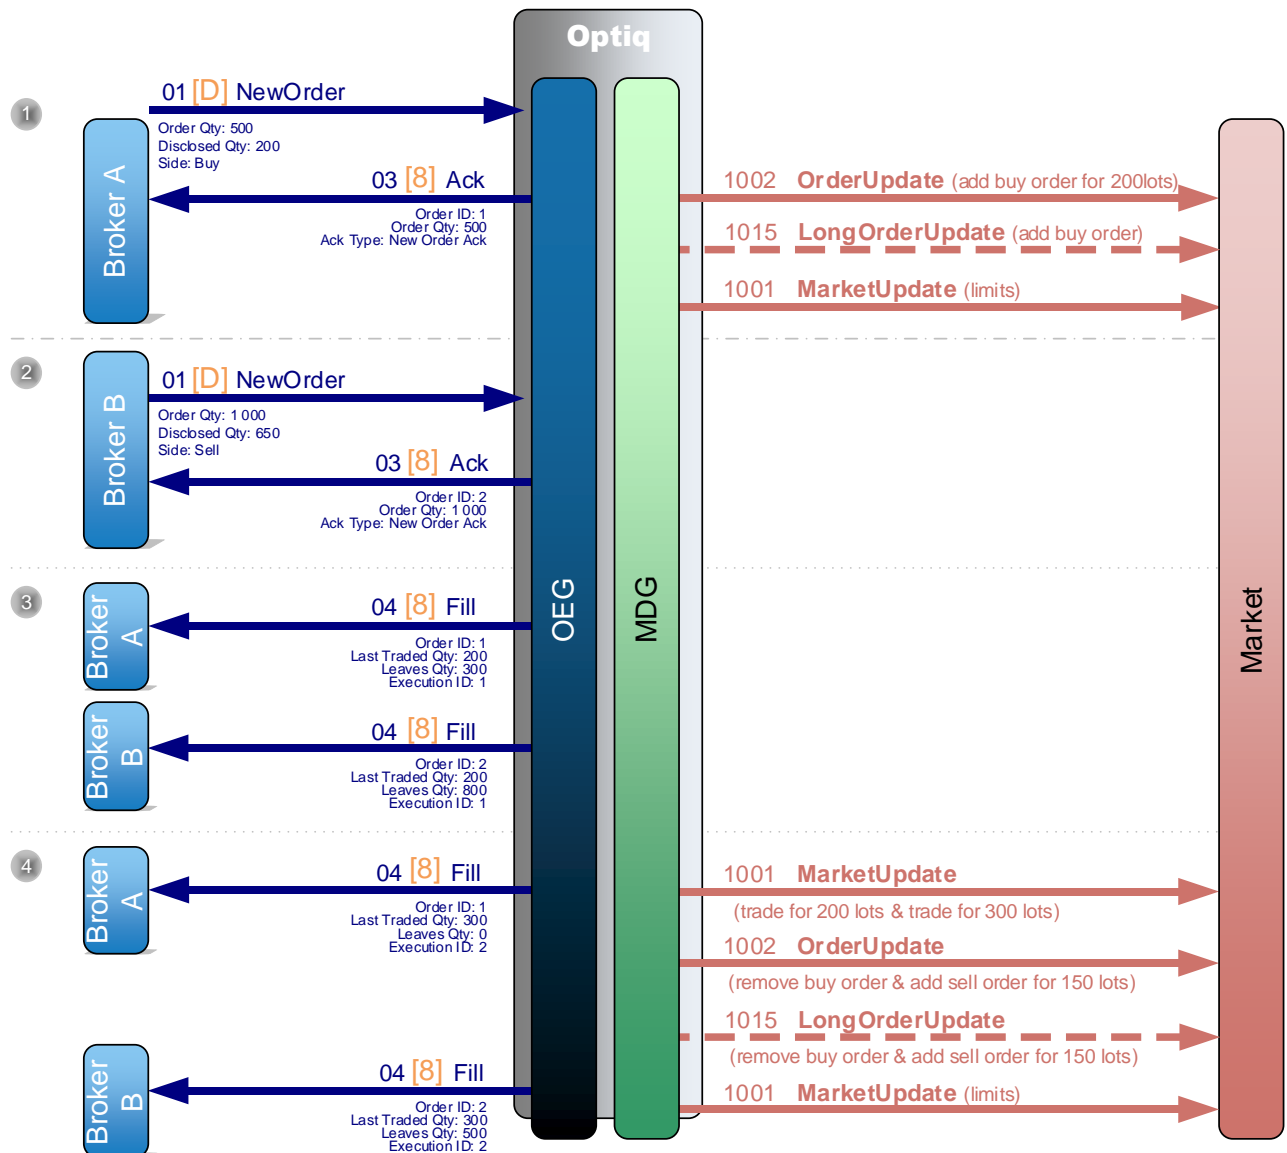 Optiq
OEG
MDG
Market
1
Broker A
01 [D] NewOrder
Order Qty: 500
Disclosed Qty: 200
Side: Buy
03 [8] Ack
Order ID: 1
Order Qty: 500
Ack Type: New Order Ack
1002 OrderUpdate (add buy order for 200lots)
1015 LongOrderUpdate (add buy order)
1001 MarketUpdate (limits)
2
Broker B
01 [D] NewOrder
Order Qty: 1 000
Disclosed Qty: 650
Side: Sell
03 [8] Ack
Order ID: 2
Order Qty: 1 000
Ack Type: New Order Ack
3
Broker
A
04 [8] Fill
Order ID: 1
Last Traded Qty: 200
Leaves Qty: 300
Execution ID: 1
Broker
B
04 [8] Fill
Order ID: 2
Last Traded Qty: 200
Leaves Qty: 800
Execution ID: 1
4
Broker
A
04 [8] Fill
Order ID: 1
Last Traded Qty: 300
Leaves Qty: 0
Execution ID: 2
1001 MarketUpdate
(trade for 200 lots & trade for 300 lots)
1002 OrderUpdate
(remove buy order & add sell order for 150 lots)
1015 LongOrderUpdate
(remove buy order & add sell order for 150 lots)
1001 MarketUpdate (limits)
Broker
B
04 [8] Fill
Order ID: 2
Last Traded Qty: 300
Leaves Qty: 500
Execution ID: 2